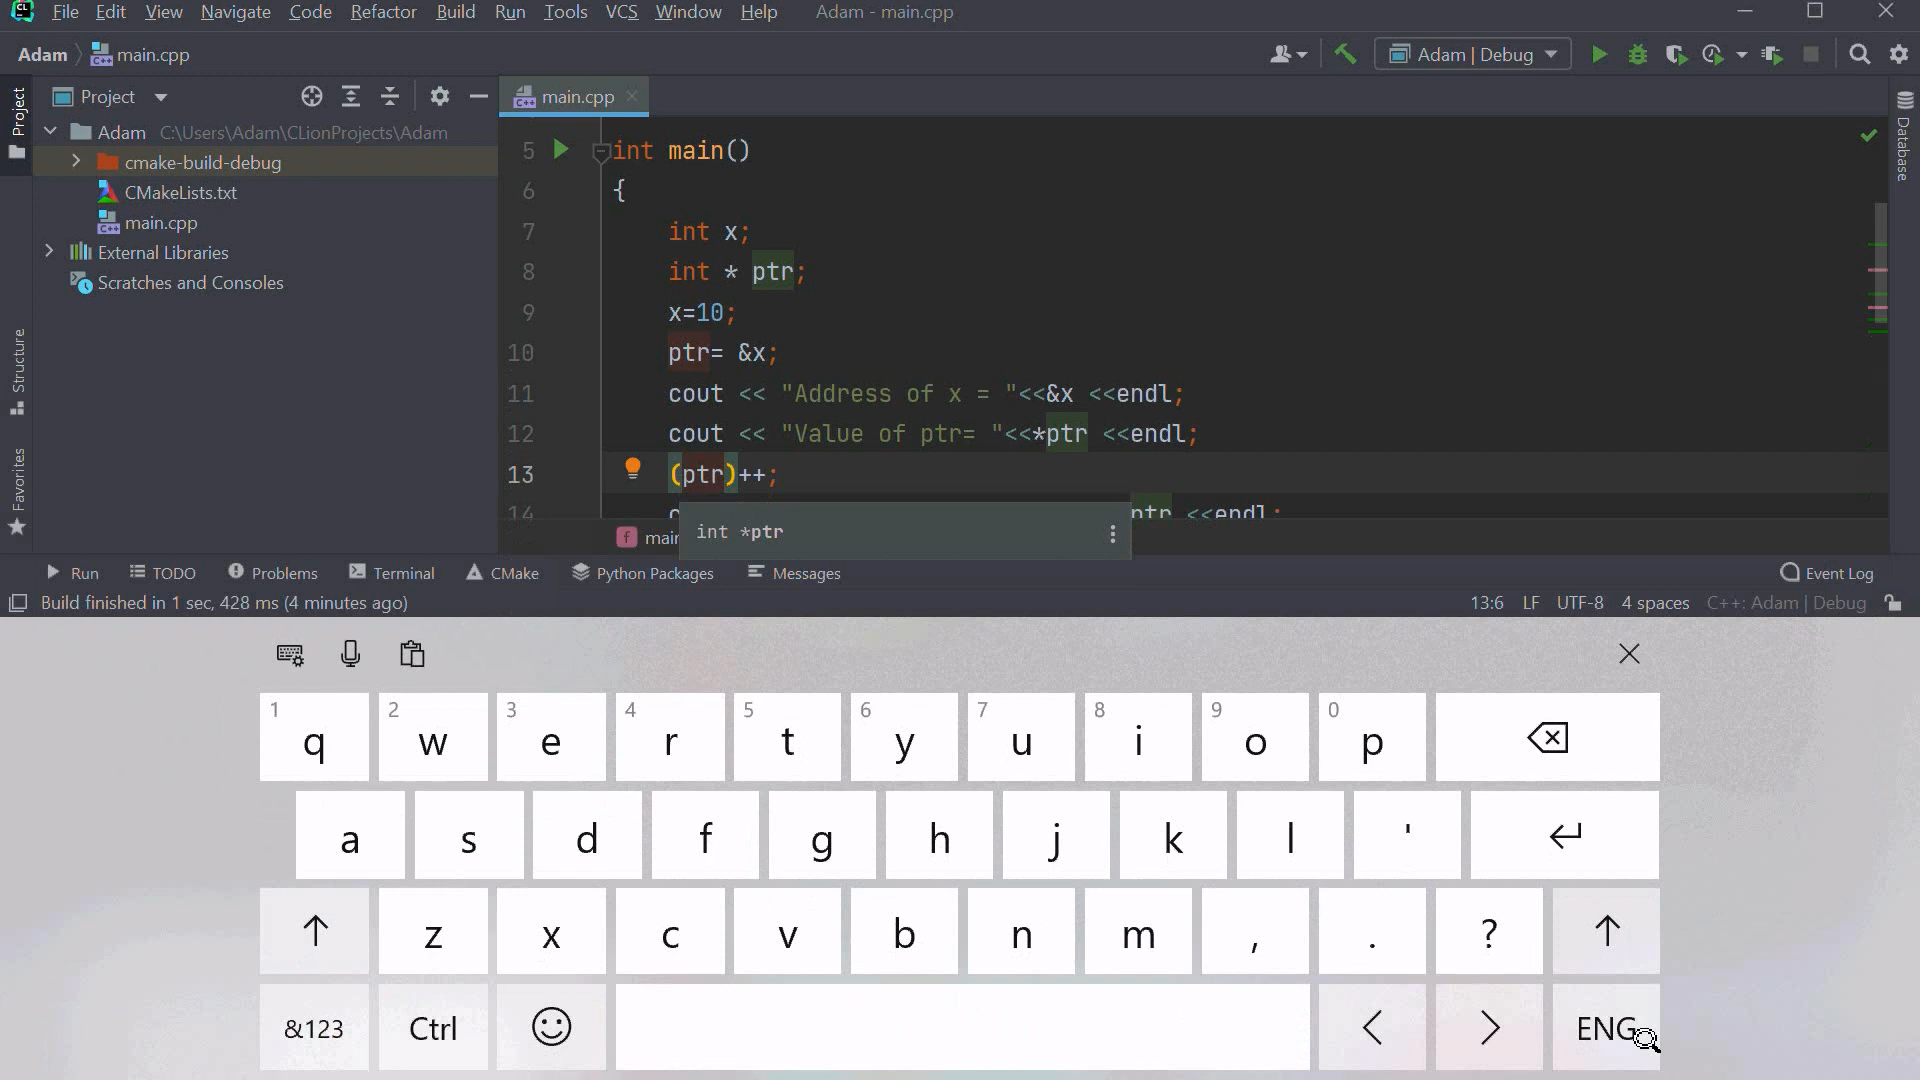 CL File Edit View Navigate Code Refactor Build Run Tools VCS Window Help Adam - main.cpp
Adam main.cpp Adam | Debug
Project main.cpp
Adam C:\Users\Adam\CLionProjects\Adam
cmake-build-debug
CMakeLists.txt
main.cpp
External Libraries
Scratches and Consoles
Project
Structure
Favorites
Database
5 int main()
6 {
7 int x;
8 int * ptr;
9 x=10;
10 ptr= &x;
11 cout << "Address of x = "<<&x <<endl;
12 cout << "Value of ptr= "<<*ptr <<endl;
13 (ptr)++;
14 c ptr <<endl;
f main
int *ptr
Run TODO Problems Terminal CMake Python Packages Messages Event Log
Build finished in 1 sec, 428 ms (4 minutes ago) 13:6 LF UTF-8 4 spaces C++: Adam | Debug
1 2 3 4 5 6 7 8 9 0
q w e r t y u i o p
a s d f g h j k l '
z x c v b n m , . ?
&123 Ctrl ENG